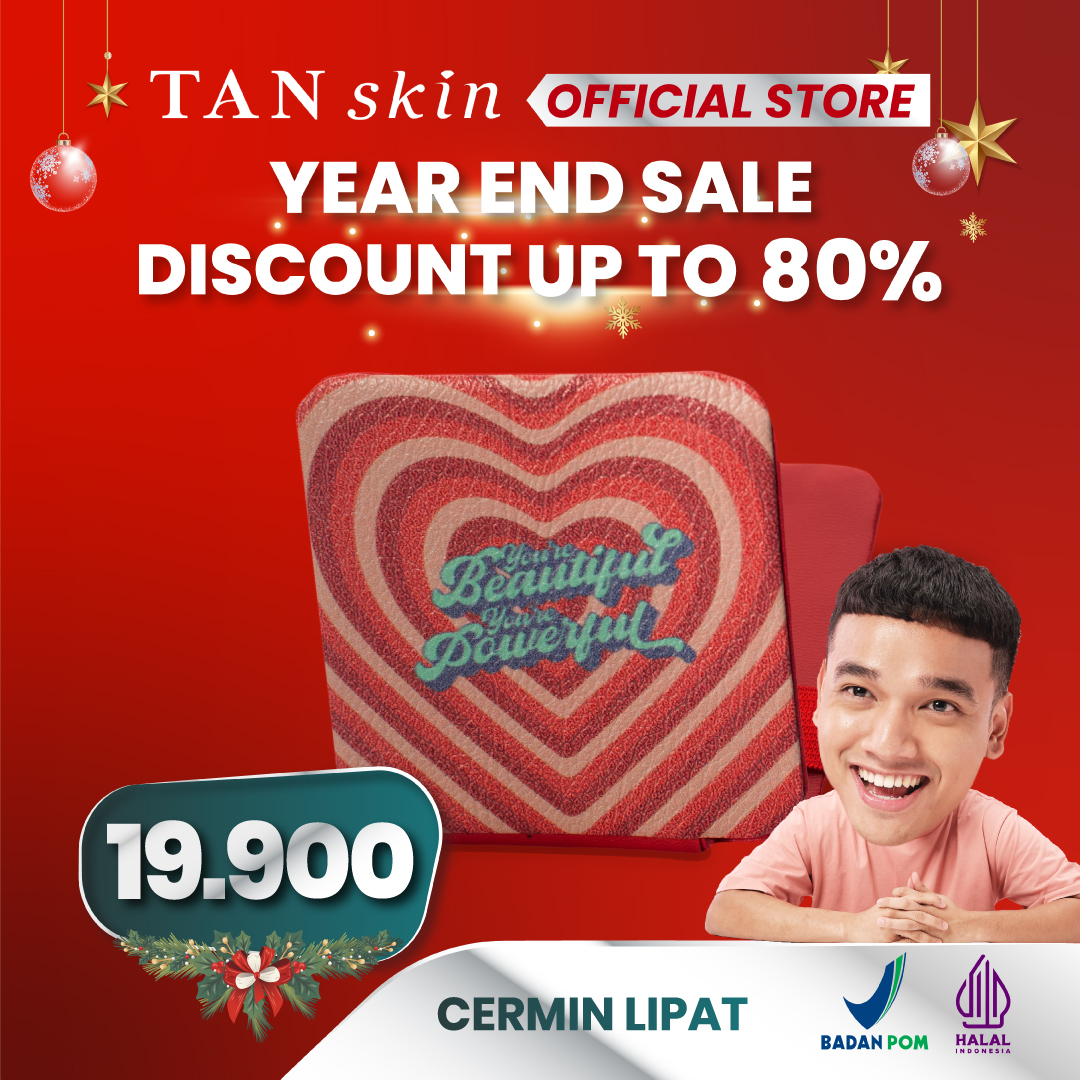 TAN skin OFFICIAL STORE
YEAR END SALE
DISCOUNT UP TO 80%
You're
Beautiful
You're
Powerful
19.900
CERMIN LIPAT
BADAN POM
HALAL
INDONESIA